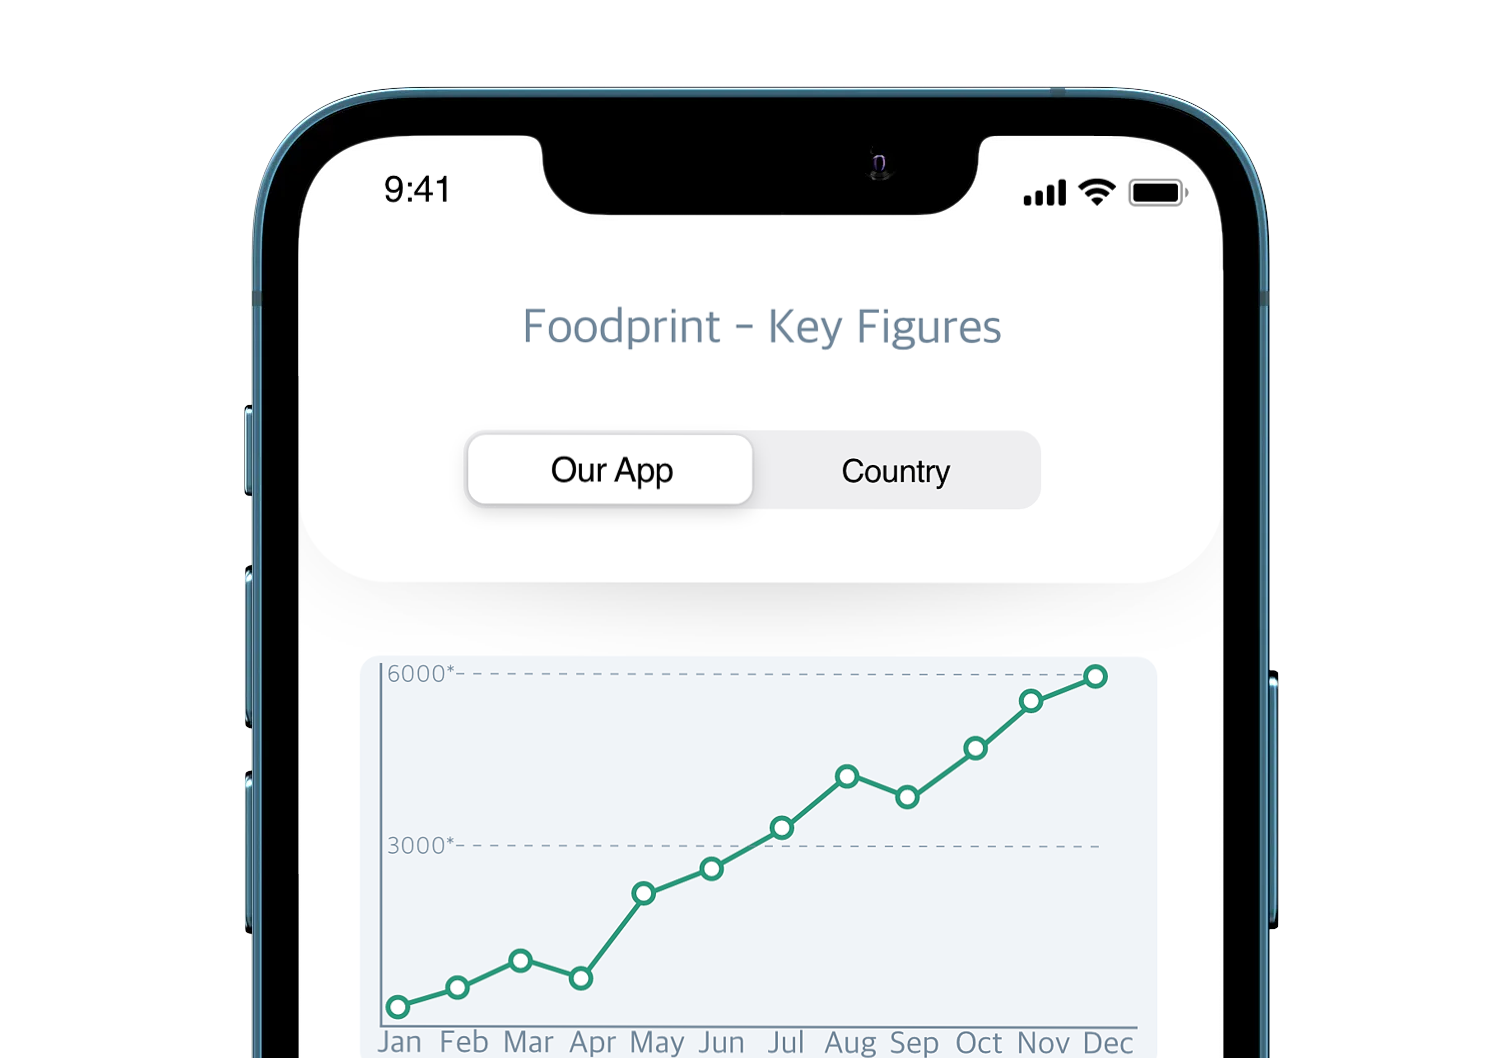 9:41
Foodprint - Key Figures
Our App Country
6000*
3000*
Jan Feb Mar Apr May Jun Jul Aug Sep Oct Nov Dec